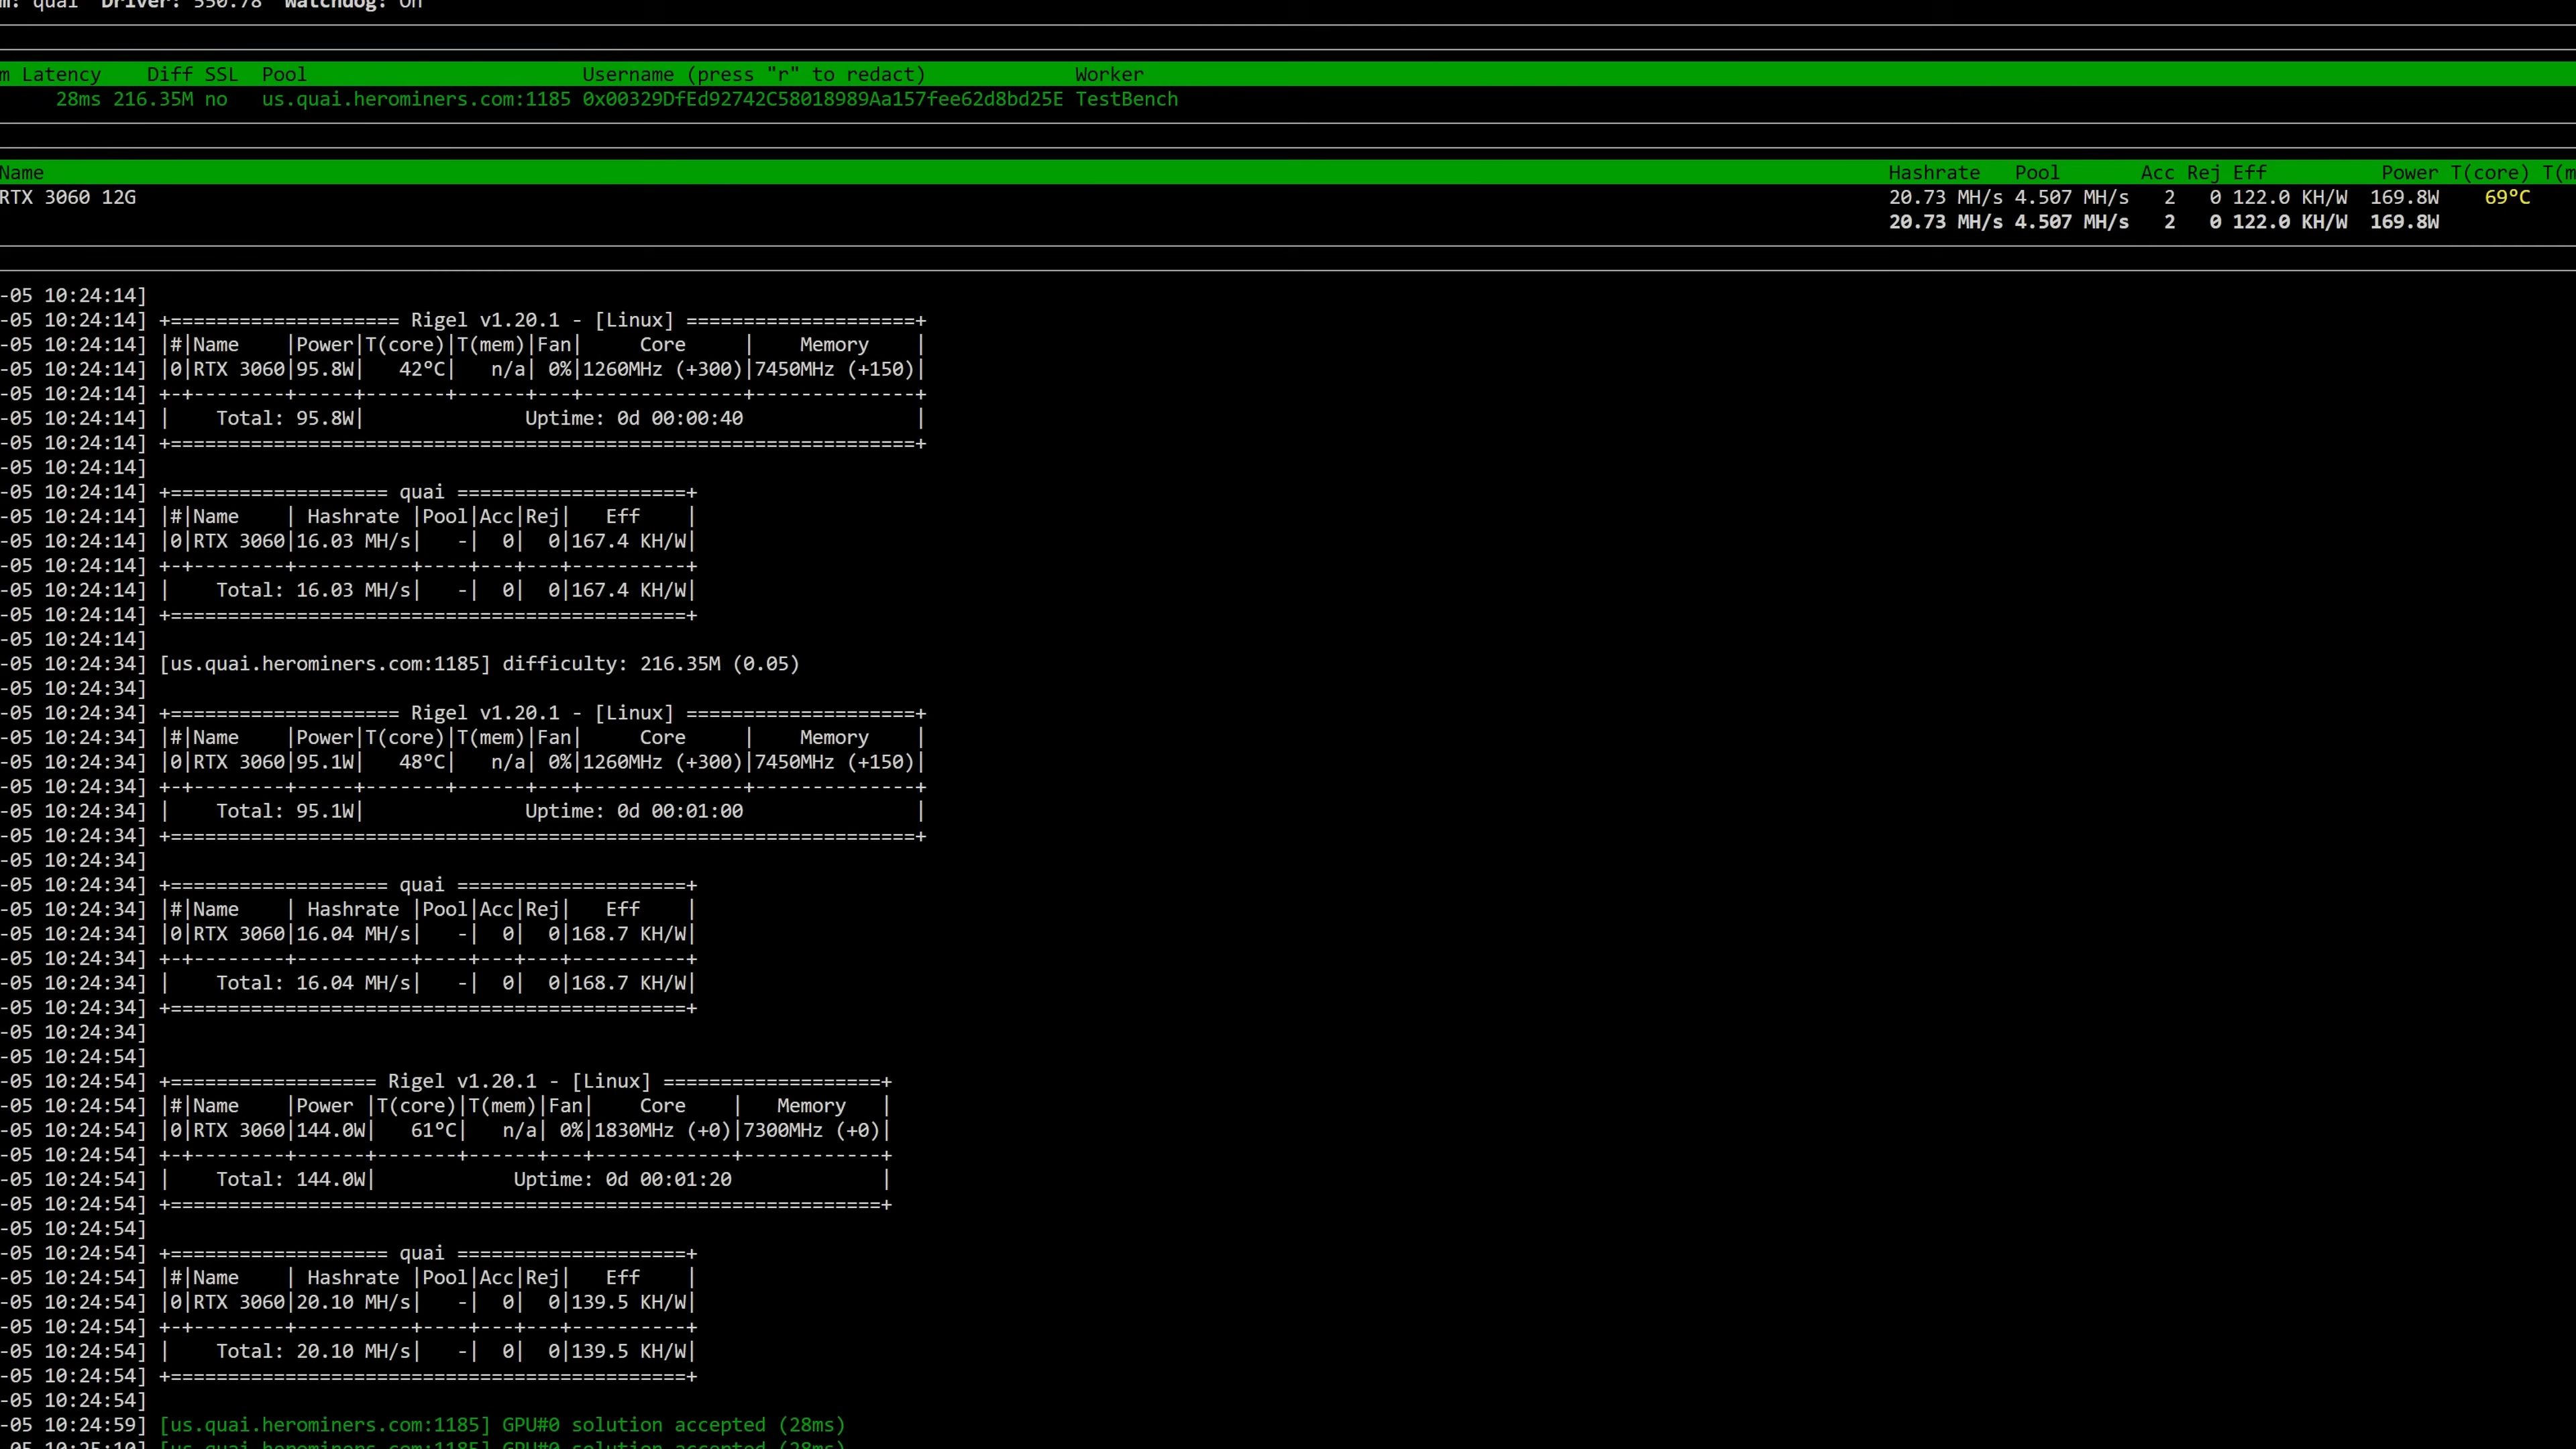 m: quai  Driver: 550.78  Watchdog: On
m Latency    Diff SSL  Pool                        Username (press "r" to redact)             Worker
28ms 216.35M no   us.quai.herominers.com:1185 0x00329DfEd92742C58018989Aa157fee62d8bd25E TestBench
Name Hashrate   Pool       Acc Rej Eff          Power T(core) T(m
RTX 3060 12G 20.73 MH/s 4.507 MH/s   2   0 122.0 KH/W  169.8W    69°C
20.73 MH/s 4.507 MH/s   2   0 122.0 KH/W  169.8W
-05 10:24:14]
-05 10:24:14] +==================== Rigel v1.20.1 - [Linux] ====================+
-05 10:24:14] |#|Name    |Power|T(core)|T(mem)|Fan|     Core     |    Memory    |
-05 10:24:14] |0|RTX 3060|95.8W|   42°C|   n/a| 0%|1260MHz (+300)|7450MHz (+150)|
-05 10:24:14] +-+--------+-----+-------+------+---+--------------+--------------+
-05 10:24:14] |    Total: 95.8W|              Uptime: 0d 00:00:40               |
-05 10:24:14] +=================================================================+
-05 10:24:14]
-05 10:24:14] +=================== quai ====================+
-05 10:24:14] |#|Name    | Hashrate |Pool|Acc|Rej|   Eff    |
-05 10:24:14] |0|RTX 3060|16.03 MH/s|   -|  0|  0|167.4 KH/W|
-05 10:24:14] +-+--------+----------+----+---+---+----------+
-05 10:24:14] |    Total: 16.03 MH/s|   -|  0|  0|167.4 KH/W|
-05 10:24:14] +=============================================+
-05 10:24:14]
-05 10:24:34] [us.quai.herominers.com:1185] difficulty: 216.35M (0.05)
-05 10:24:34]
-05 10:24:34] +==================== Rigel v1.20.1 - [Linux] ====================+
-05 10:24:34] |#|Name    |Power|T(core)|T(mem)|Fan|     Core     |    Memory    |
-05 10:24:34] |0|RTX 3060|95.1W|   48°C|   n/a| 0%|1260MHz (+300)|7450MHz (+150)|
-05 10:24:34] +-+--------+-----+-------+------+---+--------------+--------------+
-05 10:24:34] |    Total: 95.1W|              Uptime: 0d 00:01:00               |
-05 10:24:34] +=================================================================+
-05 10:24:34]
-05 10:24:34] +=================== quai ====================+
-05 10:24:34] |#|Name    | Hashrate |Pool|Acc|Rej|   Eff    |
-05 10:24:34] |0|RTX 3060|16.04 MH/s|   -|  0|  0|168.7 KH/W|
-05 10:24:34] +-+--------+----------+----+---+---+----------+
-05 10:24:34] |    Total: 16.04 MH/s|   -|  0|  0|168.7 KH/W|
-05 10:24:34] +=============================================+
-05 10:24:34]
-05 10:24:54]
-05 10:24:54] +=================== Rigel v1.20.1 - [Linux] ===================+
-05 10:24:54] |#|Name    |Power |T(core)|T(mem)|Fan|    Core    |   Memory   |
-05 10:24:54] |0|RTX 3060|144.0W|   61°C|   n/a| 0%|1830MHz (+0)|7300MHz (+0)|
-05 10:24:54] +-+--------+------+-------+------+---+------------+------------+
-05 10:24:54] |    Total: 144.0W|            Uptime: 0d 00:01:20             |
-05 10:24:54] +==============================================================+
-05 10:24:54]
-05 10:24:54] +=================== quai ====================+
-05 10:24:54] |#|Name    | Hashrate |Pool|Acc|Rej|   Eff    |
-05 10:24:54] |0|RTX 3060|20.10 MH/s|   -|  0|  0|139.5 KH/W|
-05 10:24:54] +-+--------+----------+----+---+---+----------+
-05 10:24:54] |    Total: 20.10 MH/s|   -|  0|  0|139.5 KH/W|
-05 10:24:54] +=============================================+
-05 10:24:54]
-05 10:24:59] [us.quai.herominers.com:1185] GPU#0 solution accepted (28ms)
-05 10:25:10] [us.quai.herominers.com:1185] GPU#0 solution accepted (28ms)